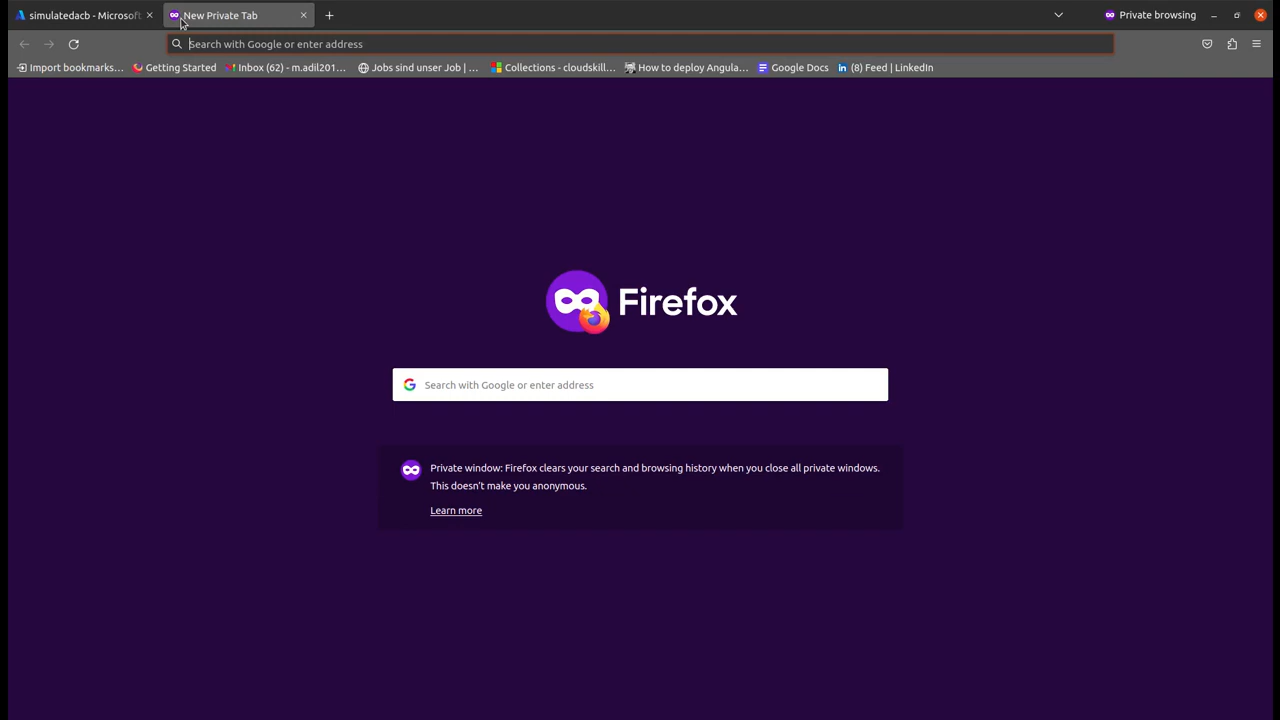 simulatedacb - Microsoft
New Private Tab
Private browsing
Search with Google or enter address
Import bookmarks...
Getting Started
Inbox (62) - m.adil201...
Jobs sind unser Job | ...
Collections - cloudskill...
How to deploy Angula...
Google Docs
(8) Feed | LinkedIn
Firefox
Search with Google or enter address
Private window: Firefox clears your search and browsing history when you close all private windows.
This doesn't make you anonymous.
Learn more